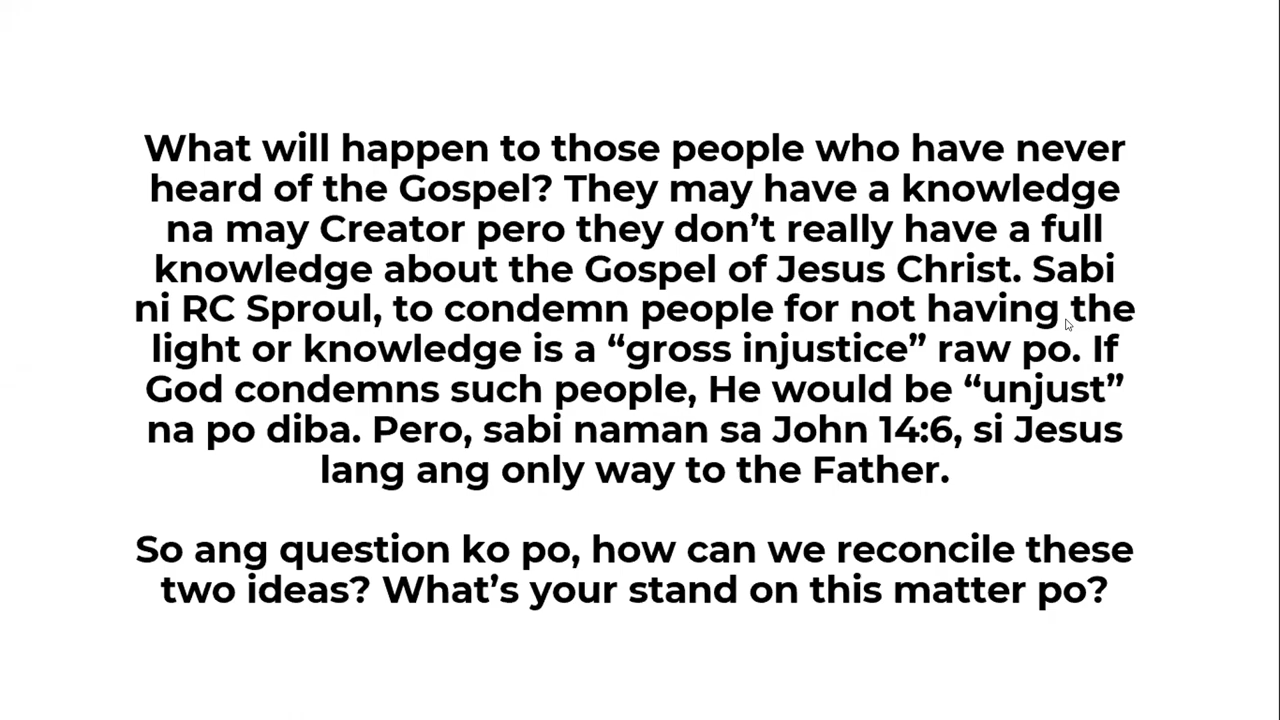 What will happen to those people who have never
heard of the Gospel? They may have a knowledge
na may Creator pero they don’t really have a full
knowledge about the Gospel of Jesus Christ. Sabi
ni RC Sproul, to condemn people for not having the
light or knowledge is a “gross injustice” raw po. If
God condemns such people, He would be “unjust”
na po diba. Pero, sabi naman sa John 14:6, si Jesus
lang ang only way to the Father.
So ang question ko po, how can we reconcile these
two ideas? What’s your stand on this matter po?